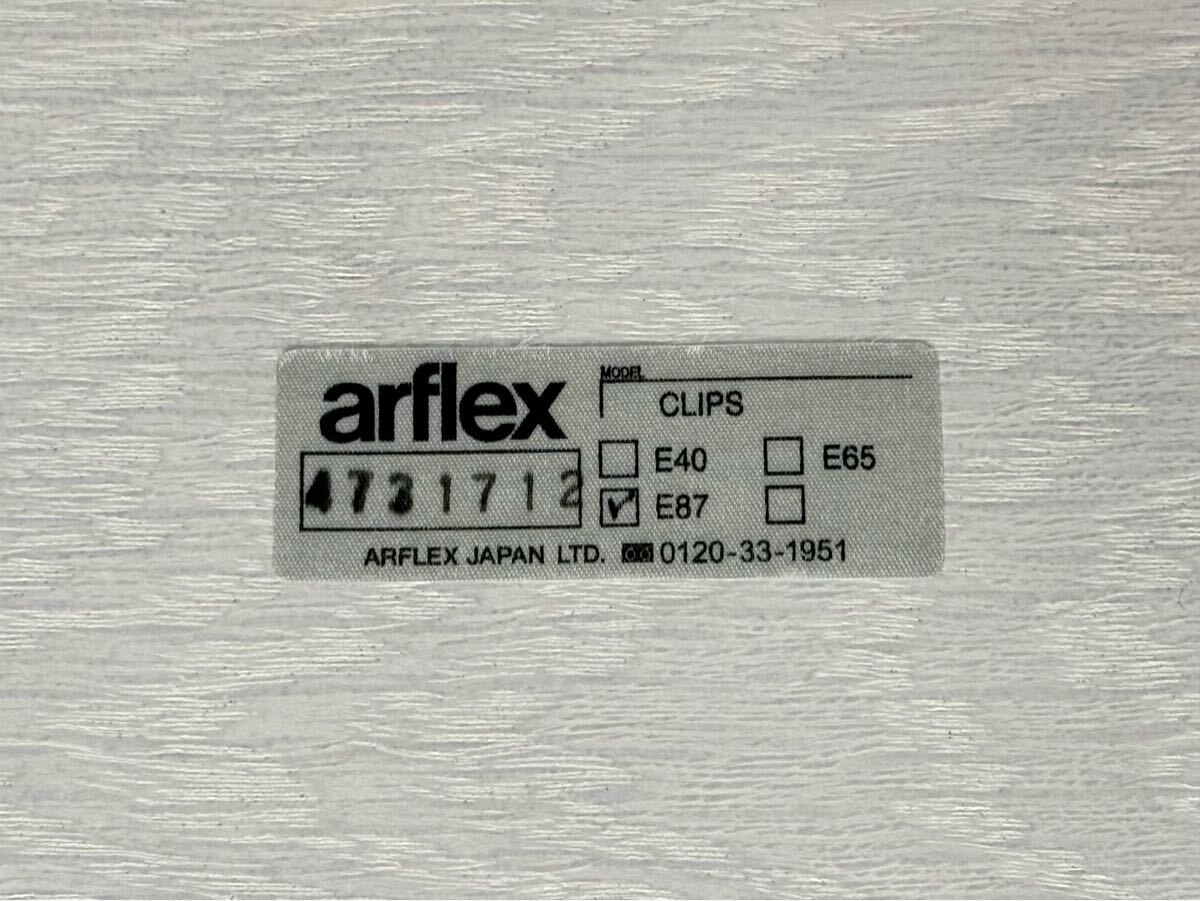 arflex
4731712
MODEL
CLIPS
E40
E65
E87
ARFLEX JAPAN LTD. 0120-33-1951